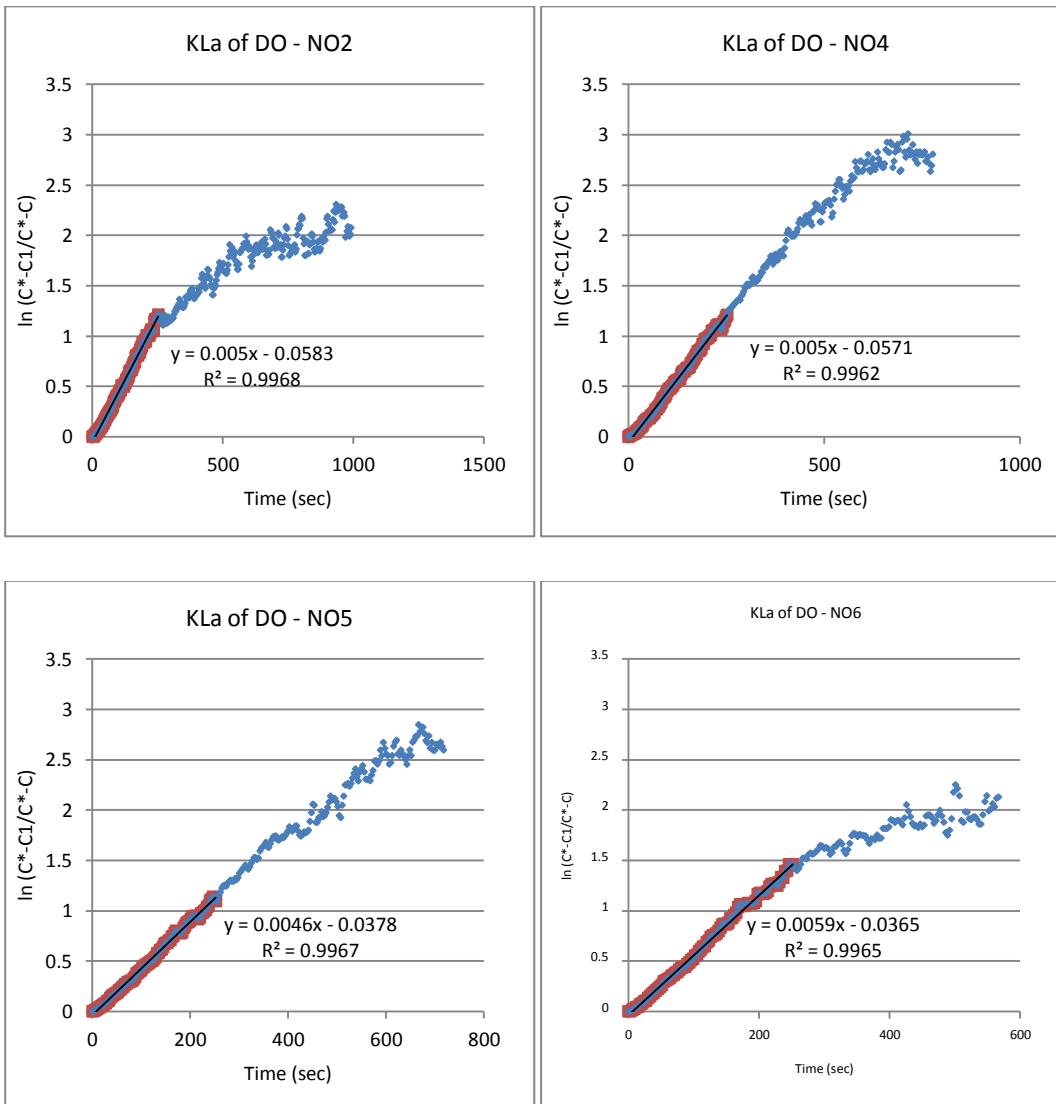 KLa of DO - NO2
3.5
3
2.5
2
1.5
1
0.5
0
ln (C*-C1/C*-C)
y = 0.005x - 0.0583
R² = 0.9968
0 500 1000 1500
Time (sec)
KLa of DO - NO4
3.5
3
2.5
2
1.5
1
0.5
0
ln (C*-C1/C*-C)
y = 0.005x - 0.0571
R² = 0.9962
0 500 1000
Time (sec)
KLa of DO - NO5
3.5
3
2.5
2
1.5
1
0.5
0
ln (C*-C1/C*-C)
y = 0.0046x - 0.0378
R² = 0.9967
0 200 400 600 800
Time (sec)
KLa of DO - NO6
3.5
3
2.5
2
1.5
1
0.5
0
ln (C*-C1/C*-C)
y = 0.0059x - 0.0365
R² = 0.9965
0 200 400 600
Time (sec)